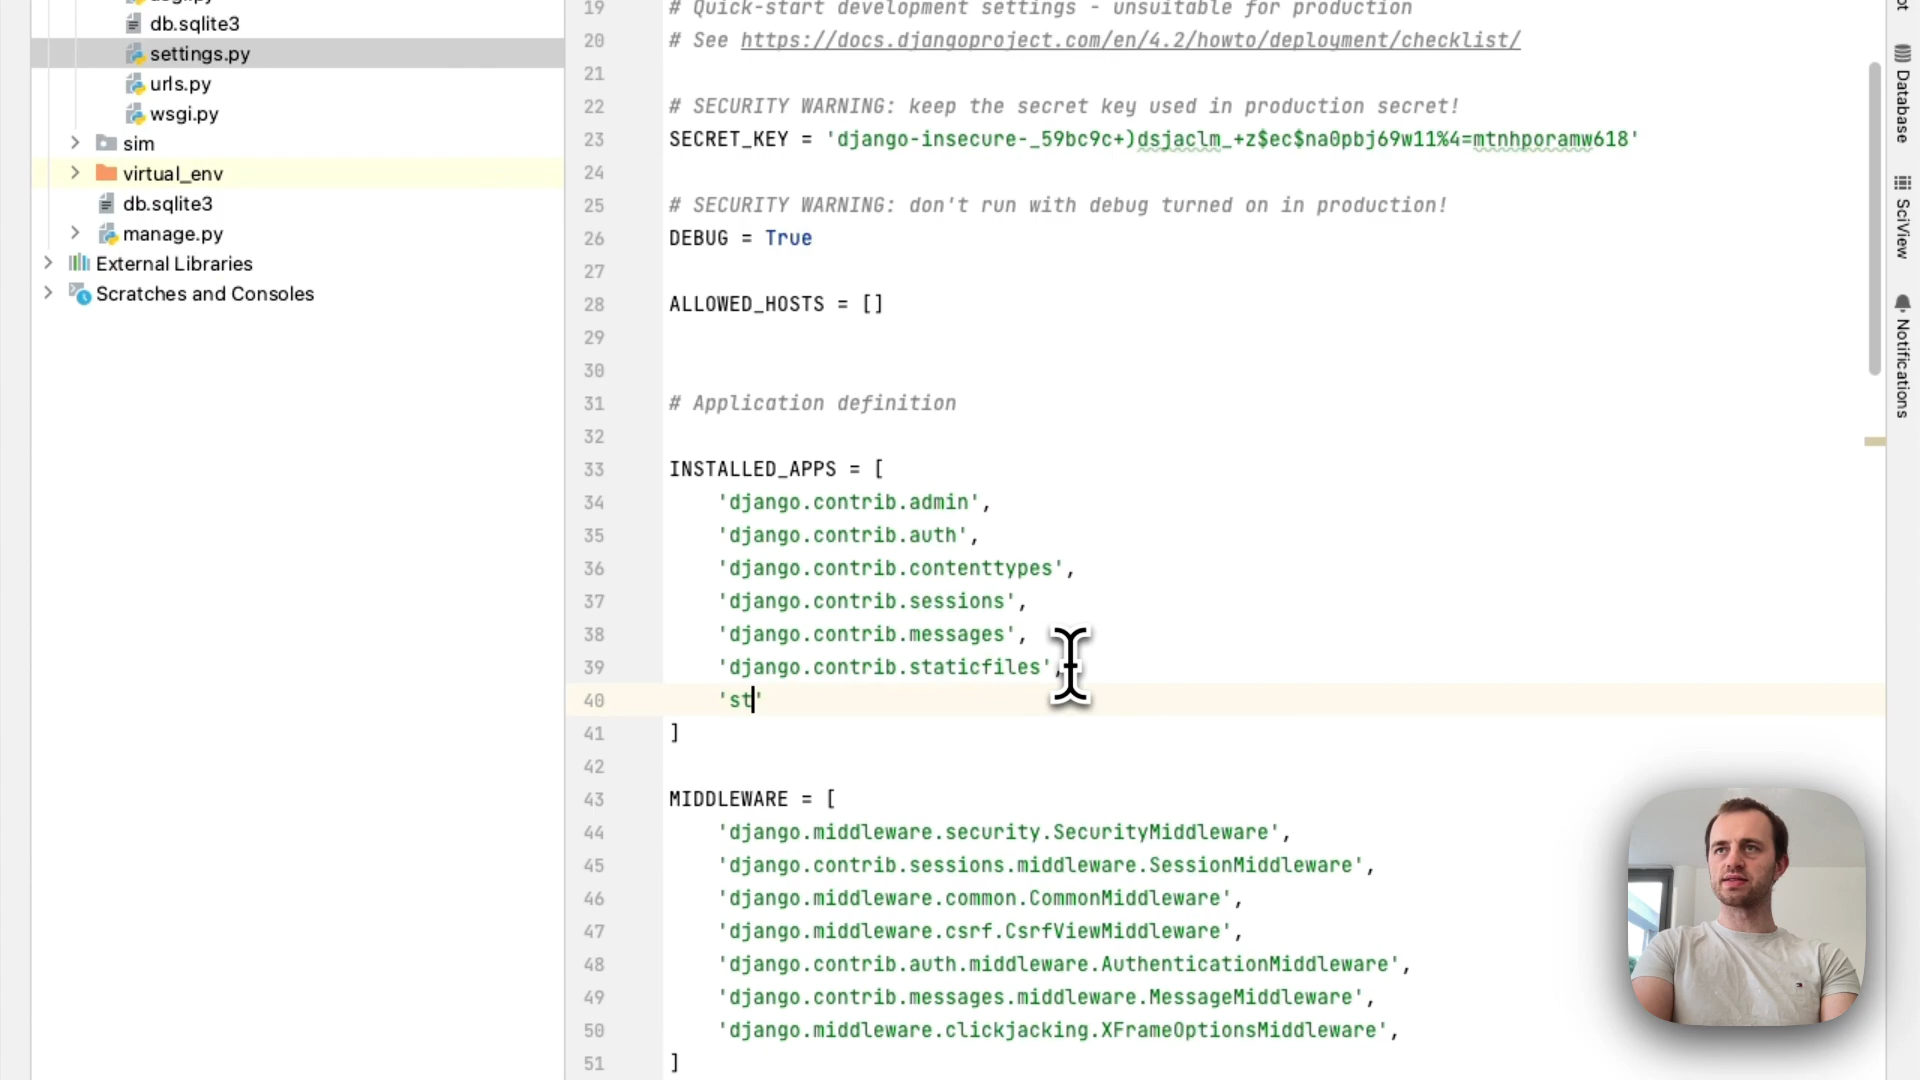 db.sqlite3
settings.py
urls.py
wsgi.py
sim
virtual_env
db.sqlite3
manage.py
External Libraries
Scratches and Consoles
19 # Quick-start development settings - unsuitable for production
20 # See https://docs.djangoproject.com/en/4.2/howto/deployment/checklist/
21
22 # SECURITY WARNING: keep the secret key used in production secret!
23 SECRET_KEY = 'django-insecure-_59bc9c+)dsjaclm_+z$ec$na0pbj69w11%4=mtnhporamw618'
24
25 # SECURITY WARNING: don't run with debug turned on in production!
26 DEBUG = True
27
28 ALLOWED_HOSTS = []
29
30
31 # Application definition
32
33 INSTALLED_APPS = [
34 'django.contrib.admin',
35 'django.contrib.auth',
36 'django.contrib.contenttypes',
37 'django.contrib.sessions',
38 'django.contrib.messages',
39 'django.contrib.staticfiles',
40 'st'
41 ]
42
43 MIDDLEWARE = [
44 'django.middleware.security.SecurityMiddleware',
45 'django.contrib.sessions.middleware.SessionMiddleware',
46 'django.middleware.common.CommonMiddleware',
47 'django.middleware.csrf.CsrfViewMiddleware',
48 'django.contrib.auth.middleware.AuthenticationMiddleware',
49 'django.contrib.messages.middleware.MessageMiddleware',
50 'django.middleware.clickjacking.XFrameOptionsMiddleware',
51 ]
Database
SciView
Notifications